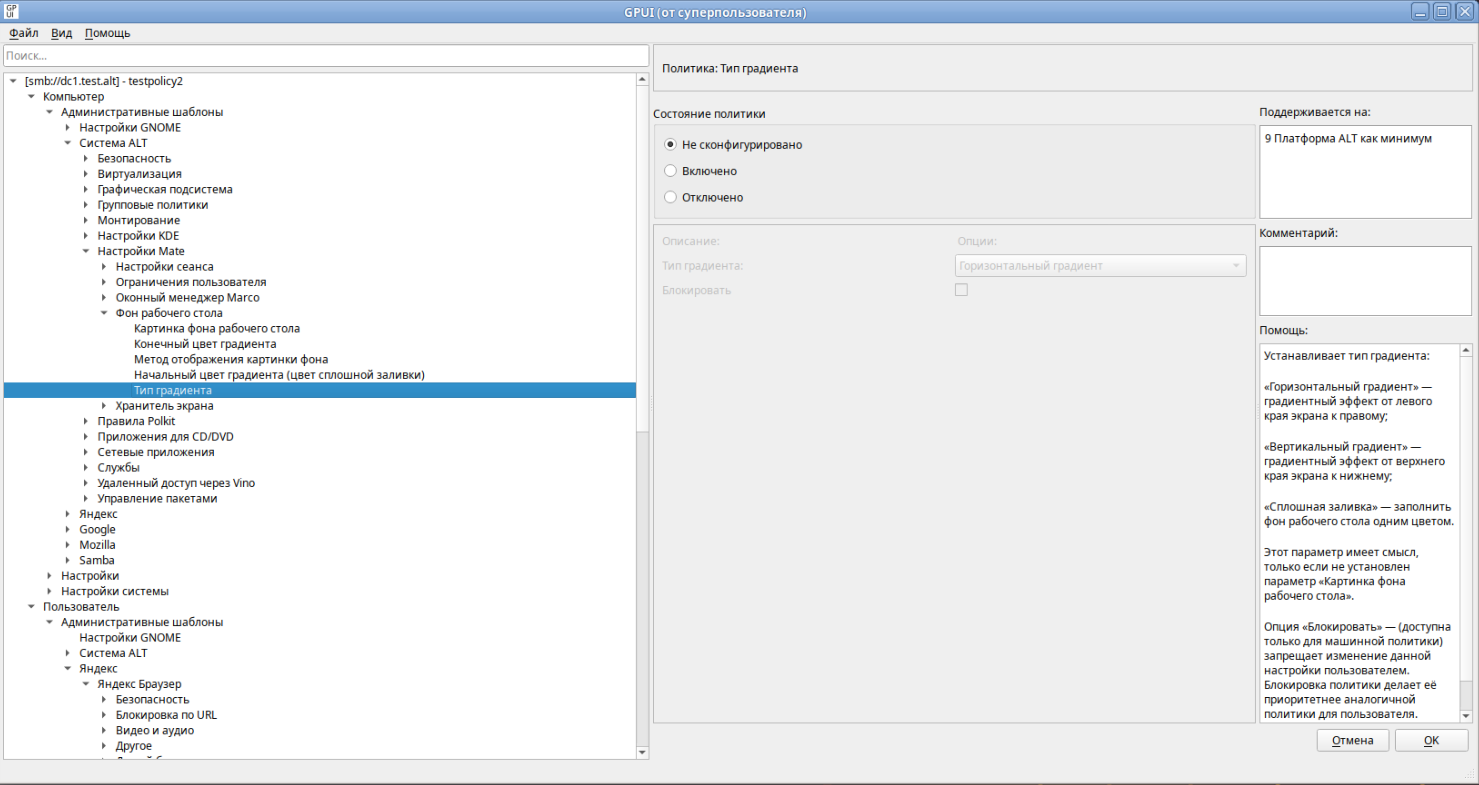 GPUI
GPUI (от суперпользователя)
Файл Вид Помощь
Поиск...
[smb://dc1.test.alt] - testpolicy2
Компьютер
Административные шаблоны
Настройки GNOME
Система ALT
Безопасность
Виртуализация
Графическая подсистема
Групповые политики
Монтирование
Настройки KDE
Настройки Mate
Настройки сеанса
Ограничения пользователя
Оконный менеджер Marco
Фон рабочего стола
Картинка фона рабочего стола
Конечный цвет градиента
Метод отображения картинки фона
Начальный цвет градиента (цвет сплошной заливки)
Тип градиента
Хранитель экрана
Правила Polkit
Приложения для CD/DVD
Сетевые приложения
Службы
Удаленный доступ через Vino
Управление пакетами
Яндекс
Google
Mozilla
Samba
Настройки
Настройки системы
Пользователь
Административные шаблоны
Настройки GNOME
Система ALT
Яндекс
Яндекс Браузер
Безопасность
Блокировка по URL
Видео и аудио
Другое
Политика: Тип градиента
Состояние политики
Не сконфигурировано
Включено
Отключено
Описание: Опции:
Тип градиента: Горизонтальный градиент
Блокировать
Поддерживается на:
9 Платформа ALT как минимум
Комментарий:
Помощь:
Устанавливает тип градиента:
«Горизонтальный градиент» —
градиентный эффект от левого
края экрана к правому;
«Вертикальный градиент» —
градиентный эффект от верхнего
края экрана к нижнему;
«Сплошная заливка» — заполнить
фон рабочего стола одним цветом.
Этот параметр имеет смысл,
только если не установлен
параметр «Картинка фона
рабочего стола».
Опция «Блокировать» — (доступна
только для машинной политики)
запрещает изменение данной
настройки пользователем.
Блокировка политики делает её
приоритетнее аналогичной
политики для пользователя.
Отмена OK